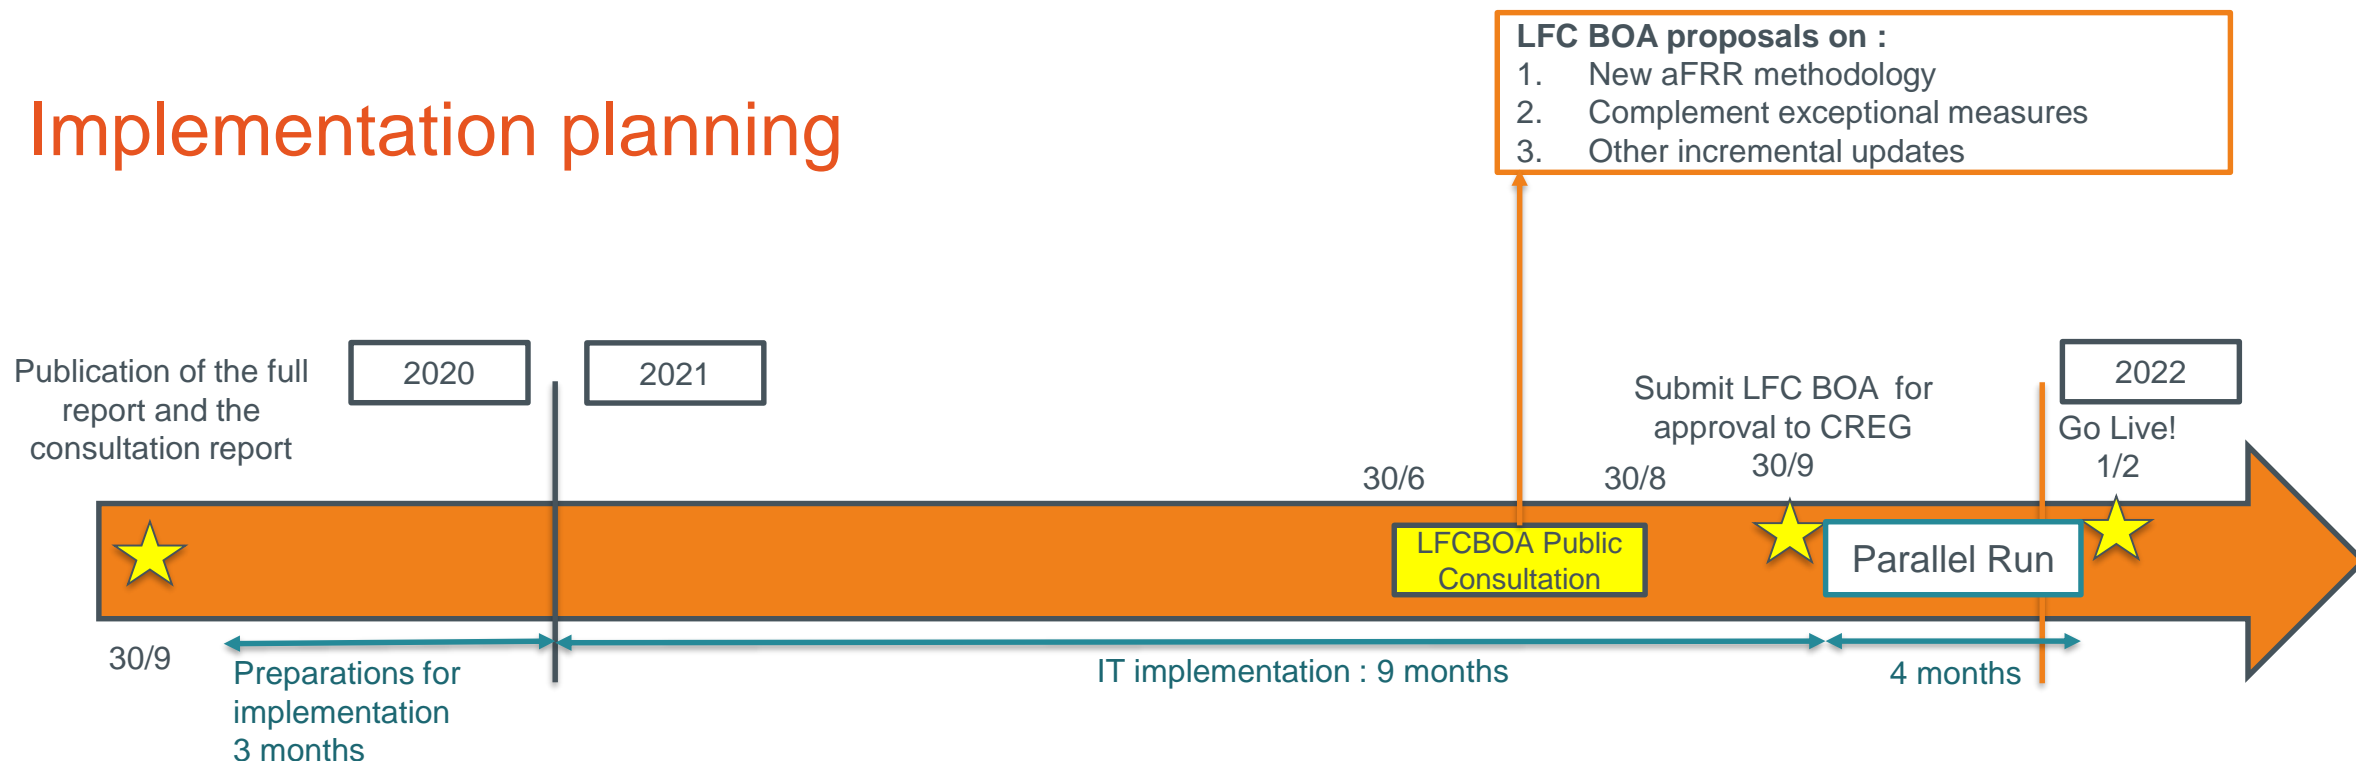 Implementation planning
LFC BOA proposals on :
1. New aFRR methodology
2. Complement exceptional measures
3. Other incremental updates
Publication of the full
report and the
consultation report
2020
2021
2022
Submit LFC BOA for
approval to CREG
30/9
Go Live!
1/2
30/6
30/8
LFCBOA Public
Consultation
Parallel Run
30/9
Preparations for
implementation
3 months
IT implementation : 9 months
4 months